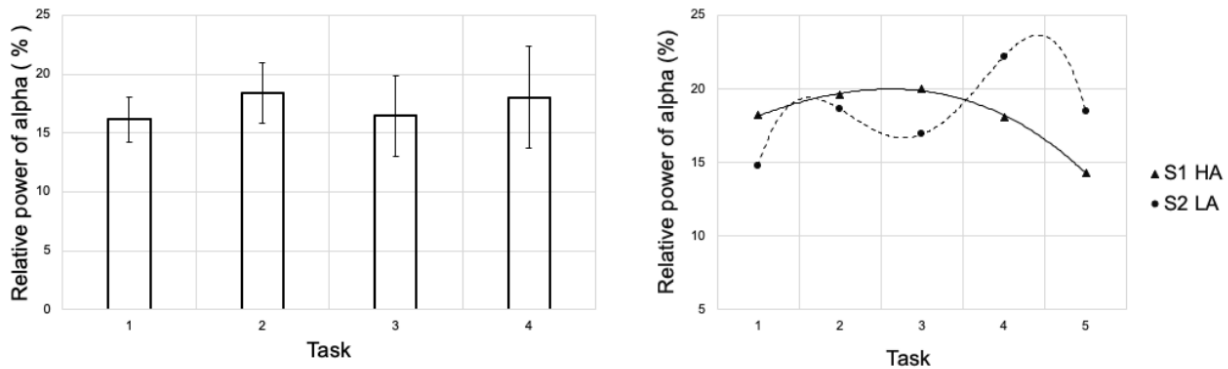 Relative power of alpha ( % )
25
20
15
10
5
0
1 2 3 4
Task
Relative power of alpha (%)
25
20
15
10
5
1 2 3 4 5
Task
S1 HA
S2 LA